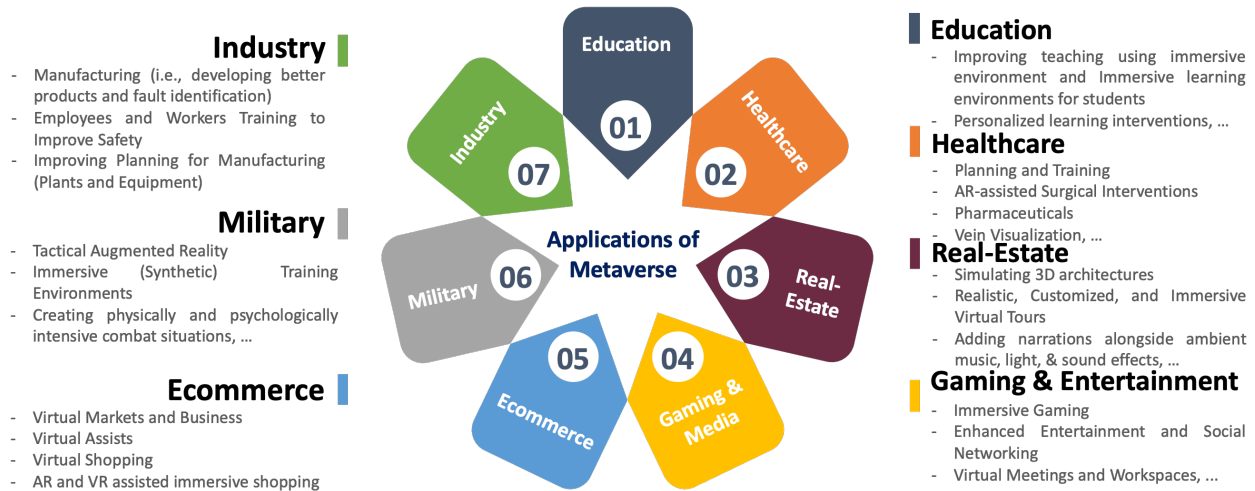 Industry
- Manufacturing (i.e., developing better
products and fault identification)
- Employees and Workers Training to
Improve Safety
- Improving Planning for Manufacturing
(Plants and Equipment)
Military
- Tactical Augmented Reality
- Immersive (Synthetic) Training
Environments
- Creating physically and psychologically
intensive combat situations, ...
Ecommerce
- Virtual Markets and Business
- Virtual Assists
- Virtual Shopping
- AR and VR assisted immersive shopping
Applications of
Metaverse
Education
01
Healthcare
02
Real-
Estate
03
Gaming &
Media
04
Ecommerce
05
Military
06
Industry
07
Education
- Improving teaching using immersive
environment and Immersive learning
environments for students
- Personalized learning interventions, ...
Healthcare
- Planning and Training
- AR-assisted Surgical Interventions
- Pharmaceuticals
- Vein Visualization, ...
Real-Estate
- Simulating 3D architectures
- Realistic, Customized, and Immersive
Virtual Tours
- Adding narrations alongside ambient
music, light, & sound effects, ...
Gaming & Entertainment
- Immersive Gaming
- Enhanced Entertainment and Social
Networking
- Virtual Meetings and Workspaces, ...